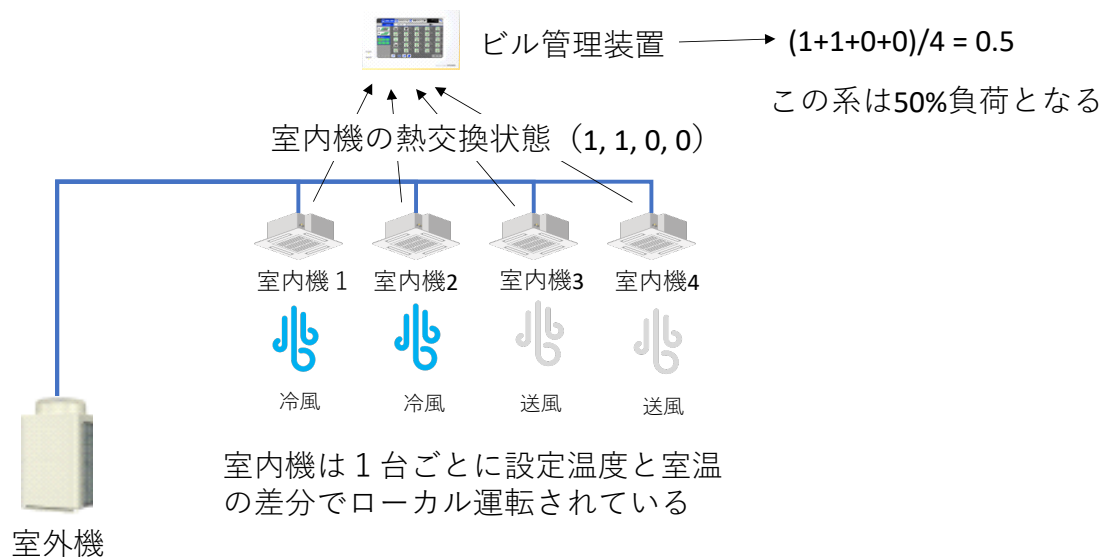 ビル管理装置
(1+1+0+0)/4 = 0.5
この系は50%負荷となる
室内機の熱交換状態（1, 1, 0, 0）
室内機１
室内機2
室内機3
室内機4
冷風
冷風
送風
送風
室内機は１台ごとに設定温度と室温
の差分でローカル運転されている
室外機